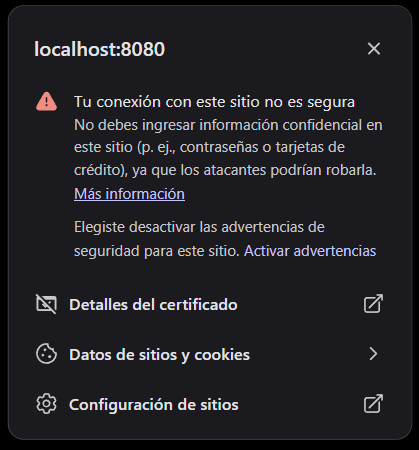 localhost:8080
Tu conexión con este sitio no es segura
No debes ingresar información confidencial en
este sitio (p. ej., contraseñas o tarjetas de
crédito), ya que los atacantes podrían robarla.
Más información
Elegiste desactivar las advertencias de
seguridad para este sitio. Activar advertencias
Detalles del certificado
Datos de sitios y cookies
Configuración de sitios